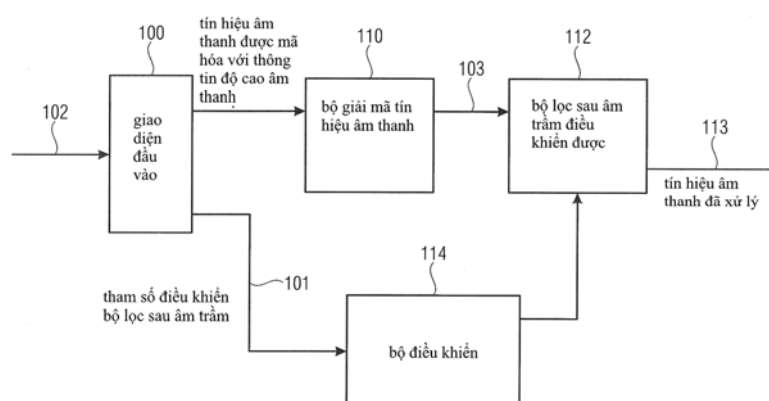 100
tín hiệu âm
thanh được mã
hóa với thông
tin độ cao âm
thanh
110
103
112
102
giao
diện
đầu
vào
bộ giải mã tín
hiệu âm thanh
bộ lọc sau âm
trầm điều
khiển được
113
tín hiệu âm
thanh đã xử lý
101
tham số điều khiển
bộ lọc sau âm trầm
114
bộ điều khiển